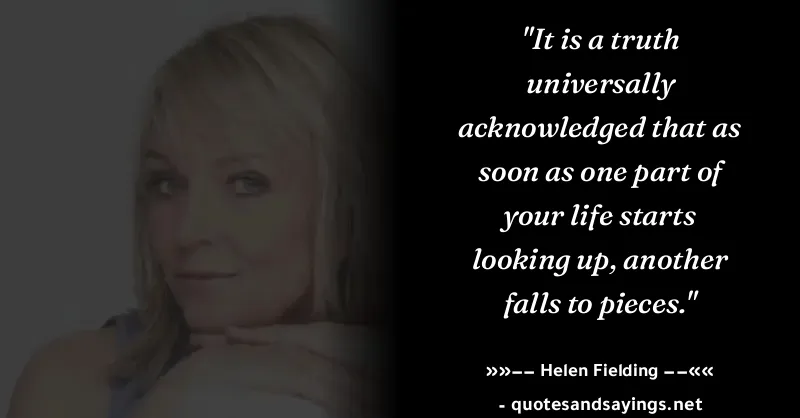 "It is a truth
universally
acknowledged that as
soon as one part of
your life starts
looking up, another
falls to pieces."
»»–– Helen Fielding ––««
- quotesandsayings.net